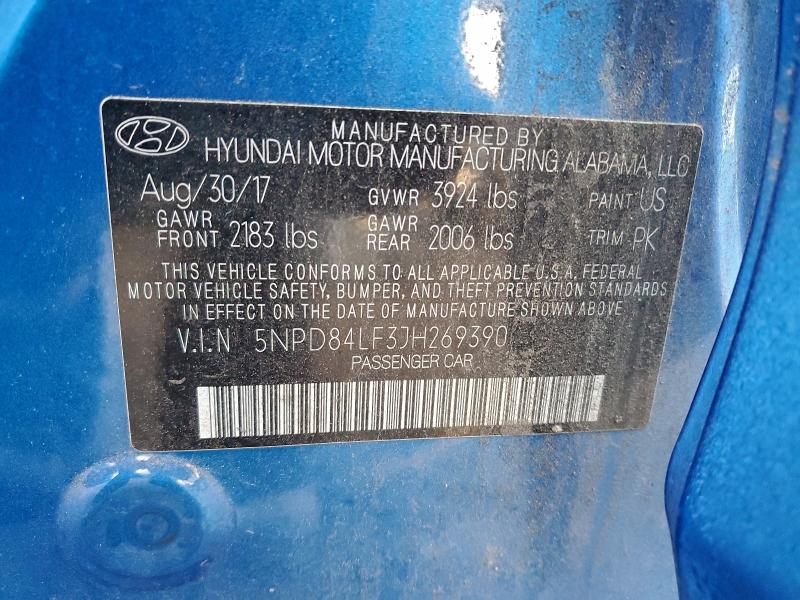 MANUFACTURED BY
HYUNDAI MOTOR MANUFACTURING ALABAMA, LLC
Aug/30/17 GVWR 3924 lbs PAINT US
GAWR FRONT 2183 lbs GAWR REAR 2006 lbs TRIM PK
THIS VEHICLE CONFORMS TO ALL APPLICABLE U.S.A. FEDERAL
MOTOR VEHICLE SAFETY, BUMPER, AND THEFT PREVENTION STANDARDS
IN EFFECT ON THE DATE OF MANUFACTURE SHOWN ABOVE
V.I.N 5NPD84LF3JH269390
PASSENGER CAR